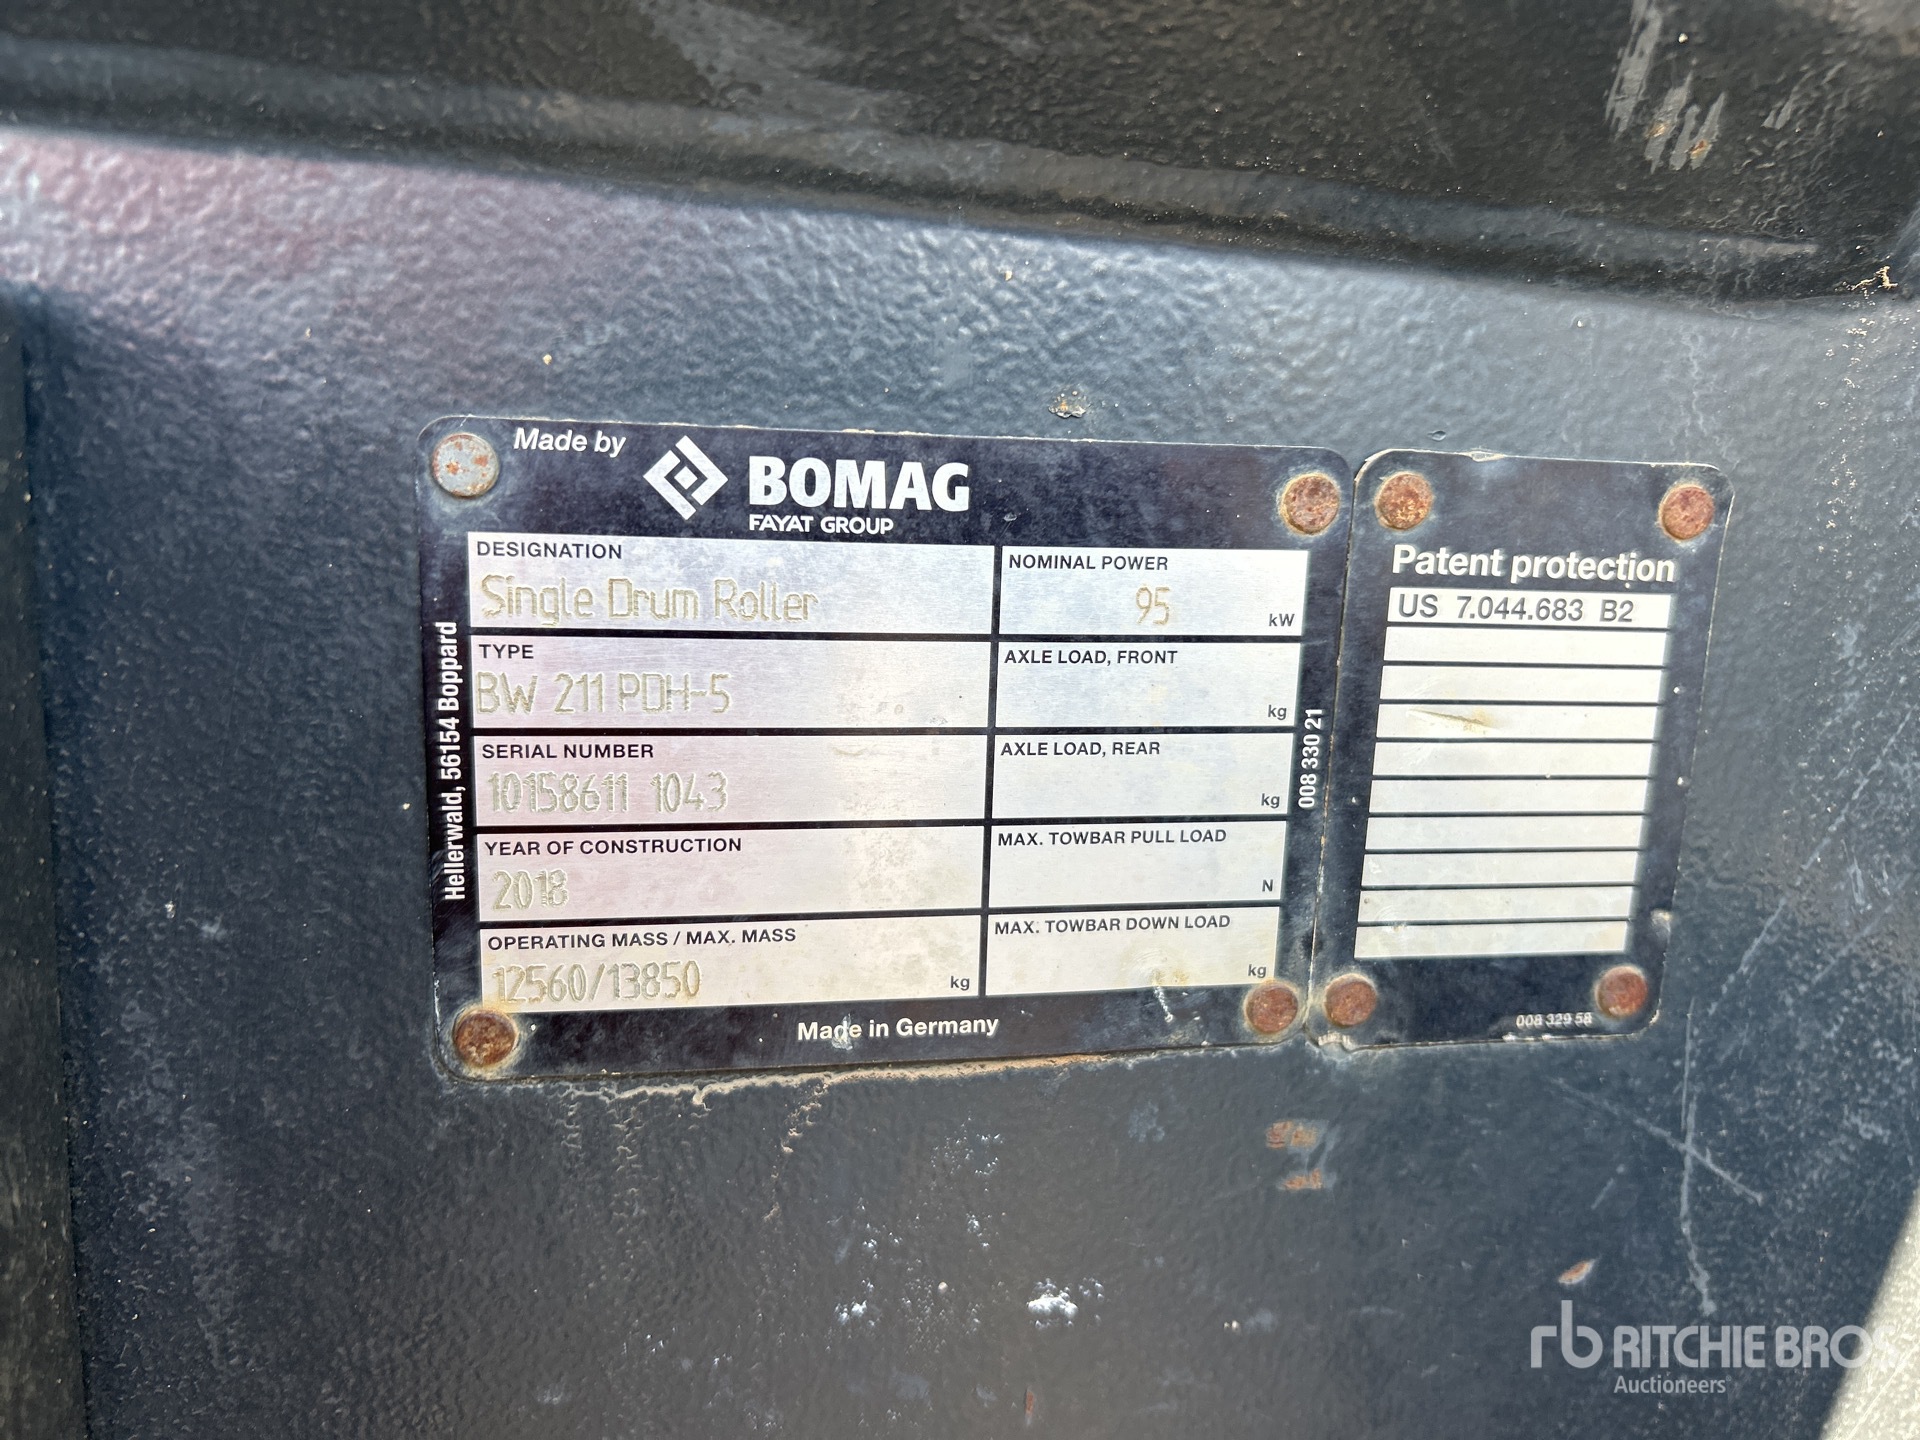 Made by
BOMAG
FAYAT GROUP
DESIGNATION
Single Drum Roller
NOMINAL POWER
95 kW
TYPE
BW 211 PDH-5
AXLE LOAD, FRONT
kg
SERIAL NUMBER
10158611 1043
AXLE LOAD, REAR
kg
YEAR OF CONSTRUCTION
2018
MAX. TOWBAR PULL LOAD
N
OPERATING MASS / MAX. MASS
12560/13850 kg
MAX. TOWBAR DOWN LOAD
kg
Made in Germany
Hellerwald, 56154 Boppard
008 330 21
Patent protection
US 7.044.683 B2
008 329 58
rb RITCHIE BROS.
Auctioneers